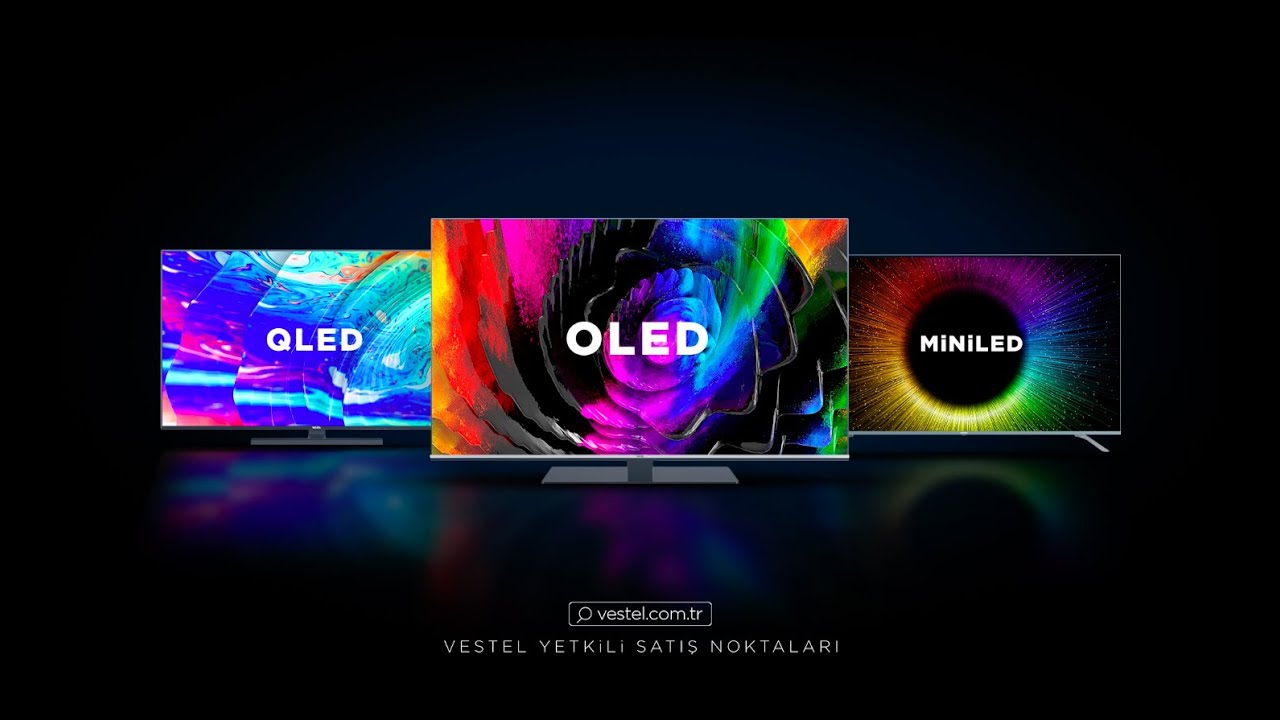 QLED
OLED
MiNiLED
vestel.com.tr
VESTEL YETKiLi SATIŞ NOKTALARI